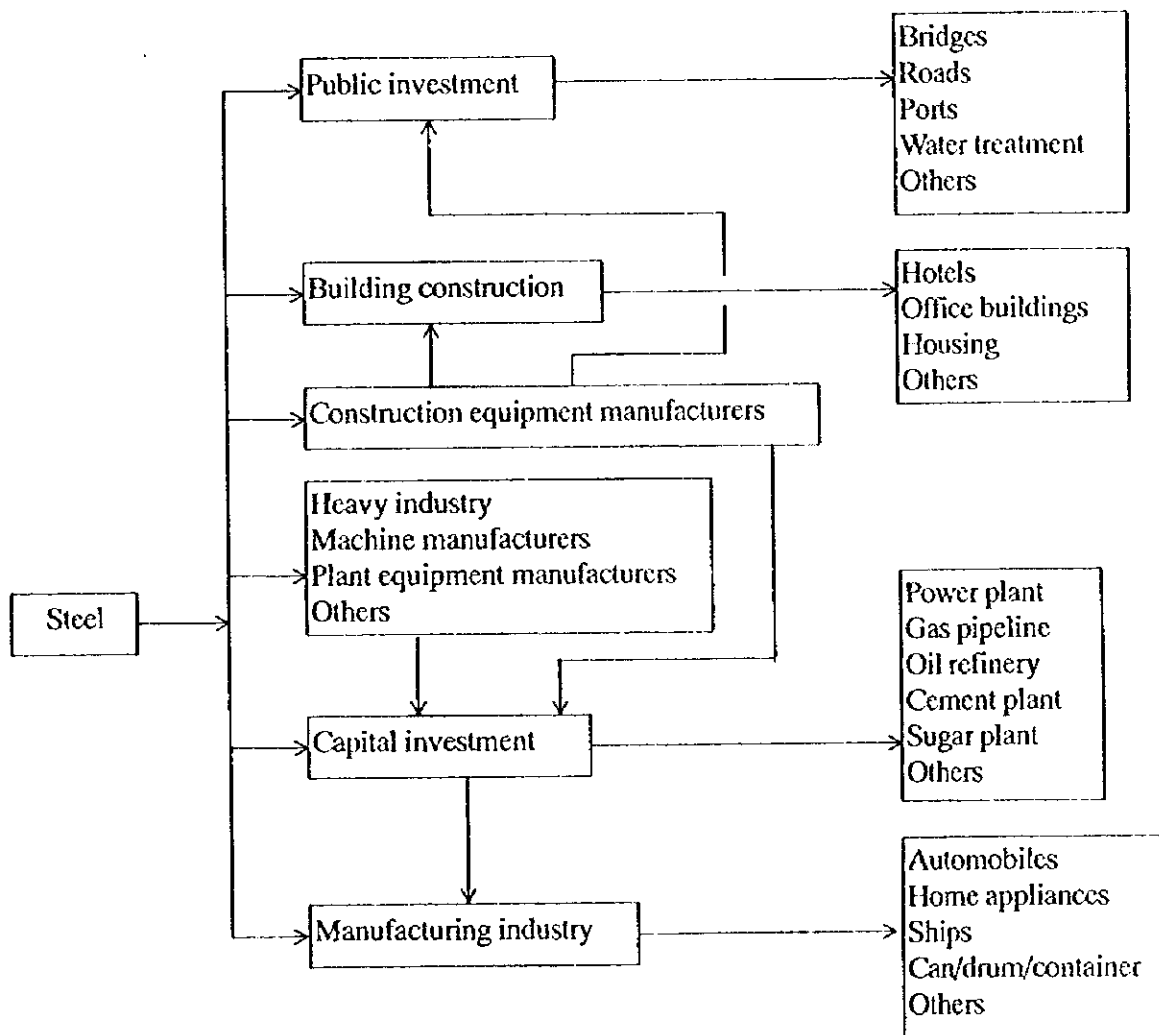 Public investment
Bridges
Roads
Ports
Water treatment
Others
Building construction
Hotels
Office buildings
Housing
Others
Construction equipment manufacturers
Heavy industry
Machine manufacturers
Plant equipment manufacturers
Others
Steel
Power plant
Gas pipeline
Oil refinery
Cement plant
Sugar plant
Others
Capital investment
Manufacturing industry
Automobiles
Home appliances
Ships
Can/drum/container
Others